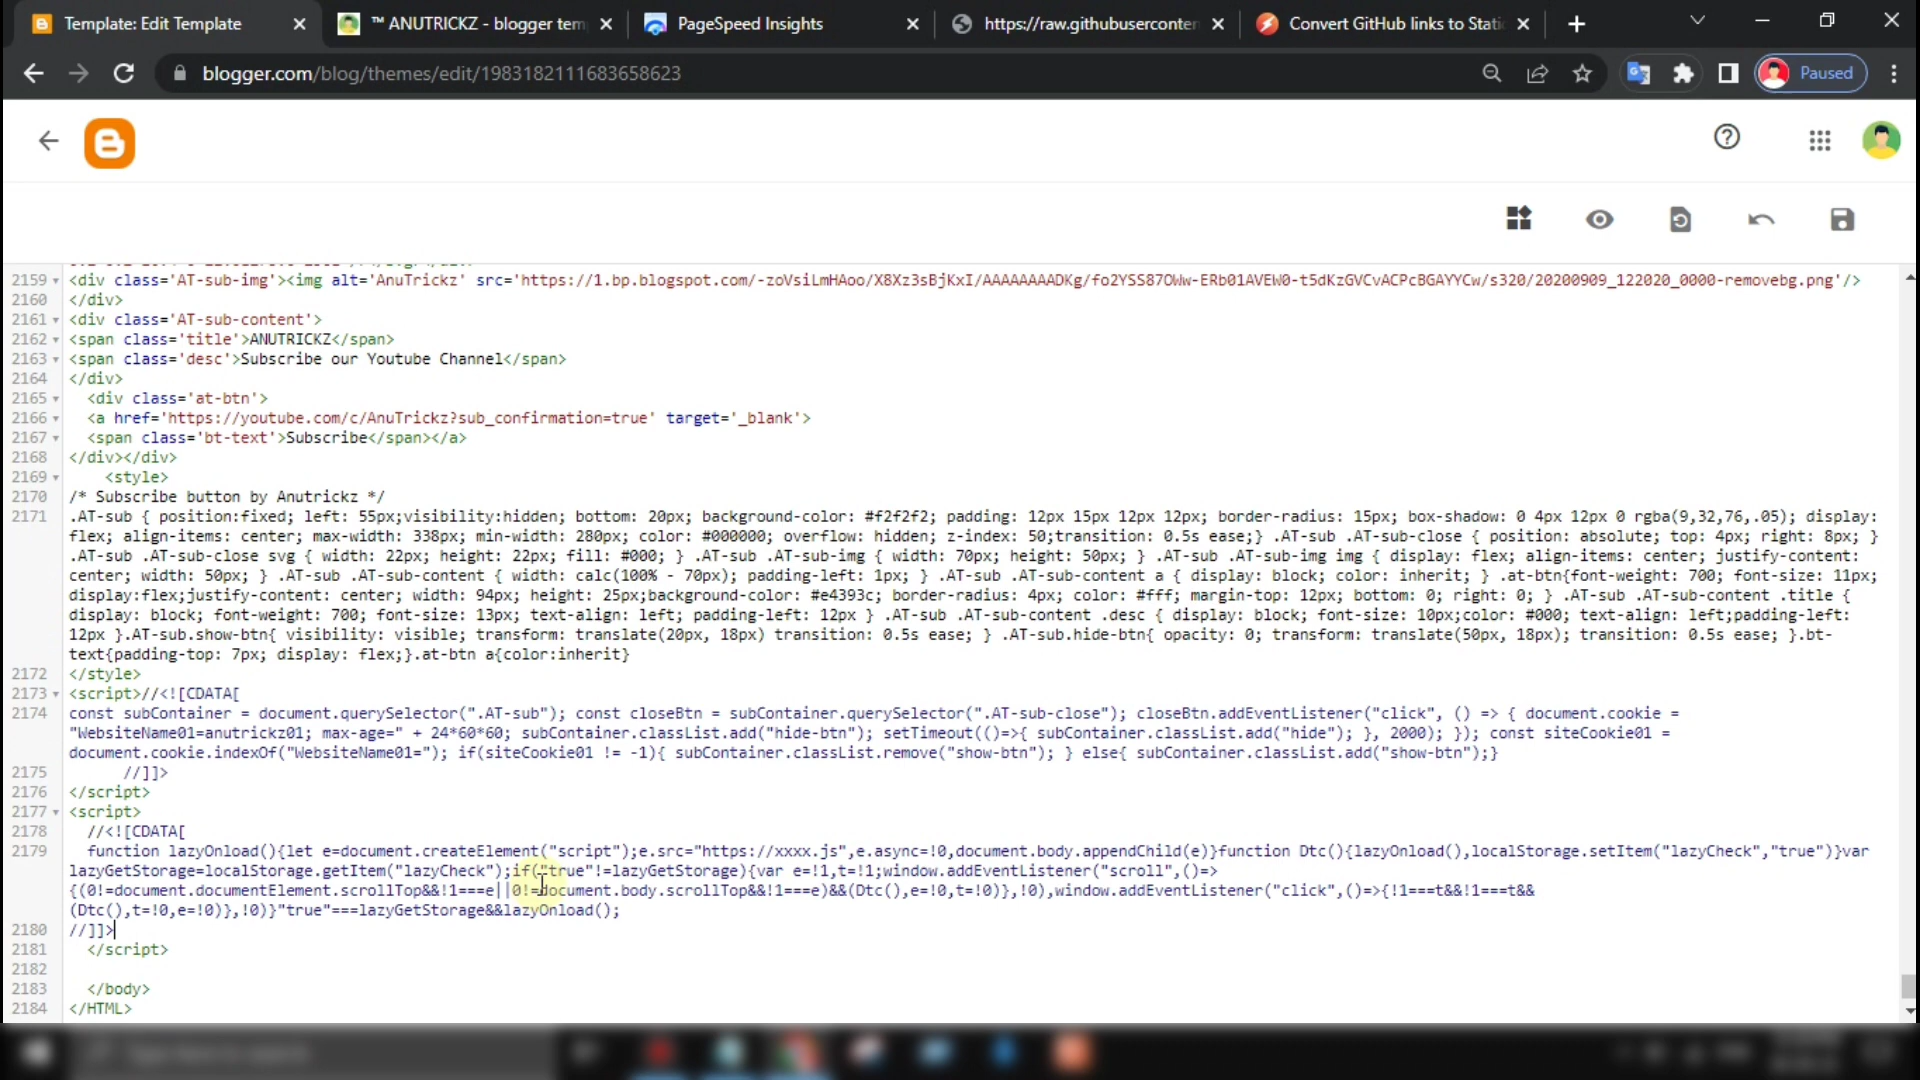 Template: Edit Template
™ ANUTRICKZ - blogger tem
PageSpeed Insights
https://raw.githubuserconter
Convert GitHub links to Stati
blogger.com/blog/themes/edit/1983182111683658623
Paused
2159 <div class='AT-sub-img'><img alt='AnuTrickz' src='https://1.bp.blogspot.com/-zoVsiLmHAoo/X8Xz3sBjKxI/AAAAAAAADKg/fo2YSS87OWw-ERb01AVEW0-t5dKzGVCvACPcBGAYYCw/s320/20200909_122020_0000-removebg.png'/>
2160 </div>
2161 <div class='AT-sub-content'>
2162 <span class='title'>ANUTRICKZ</span>
2163 <span class='desc'>Subscribe our Youtube Channel</span>
2164 </div>
2165 <div class='at-btn'>
2166 <a href='https://youtube.com/c/AnuTrickz?sub_confirmation=true' target='_blank'>
2167 <span class='bt-text'>Subscribe</span></a>
2168 </div></div>
2169 <style>
2170 /* Subscribe button by Anutrickz */
2171 .AT-sub { position:fixed; left: 55px;visibility:hidden; bottom: 20px; background-color: #f2f2f2; padding: 12px 15px 12px 12px; border-radius: 15px; box-shadow: 0 4px 12px 0 rgba(9,32,76,.05); display:
flex; align-items: center; max-width: 338px; min-width: 280px; color: #000000; overflow: hidden; z-index: 50;transition: 0.5s ease;} .AT-sub .AT-sub-close { position: absolute; top: 4px; right: 8px; }
.AT-sub .AT-sub-close svg { width: 22px; height: 22px; fill: #000; } .AT-sub .AT-sub-img { width: 70px; height: 50px; } .AT-sub .AT-sub-img img { display: flex; align-items: center; justify-content:
center; width: 50px; } .AT-sub .AT-sub-content { width: calc(100% - 70px); padding-left: 1px; } .AT-sub .AT-sub-content a { display: block; color: inherit; } .at-btn{font-weight: 700; font-size: 11px;
display:flex;justify-content: center; width: 94px; height: 25px;background-color: #e4393c; border-radius: 4px; color: #fff; margin-top: 12px; bottom: 0; right: 0; } .AT-sub .AT-sub-content .title {
display: block; font-weight: 700; font-size: 13px; text-align: left; padding-left: 12px } .AT-sub .AT-sub-content .desc { display: block; font-size: 10px;color: #000; text-align: left;padding-left:
12px }.AT-sub.show-btn{ visibility: visible; transform: translate(20px, 18px) transition: 0.5s ease; } .AT-sub.hide-btn{ opacity: 0; transform: translate(50px, 18px); transition: 0.5s ease; }.bt-
text{padding-top: 7px; display: flex;}.at-btn a{color:inherit}
2172 </style>
2173 <script>//<![CDATA[
2174 const subContainer = document.querySelector(".AT-sub"); const closeBtn = subContainer.querySelector(".AT-sub-close"); closeBtn.addEventListener("click", () => { document.cookie =
"WebsiteName01=anutrickz01; max-age=" + 24*60*60; subContainer.classList.add("hide-btn"); setTimeout(()=>{ subContainer.classList.add("hide"); }, 2000); }); const siteCookie01 =
document.cookie.indexOf("WebsiteName01="); if(siteCookie01 != -1){ subContainer.classList.remove("show-btn"); } else{ subContainer.classList.add("show-btn");}
2175 //]]>
2176 </script>
2177 <script>
2178 //<![CDATA[
2179 function lazyOnload(){let e=document.createElement("script");e.src="https://xxxx.js",e.async=!0,document.body.appendChild(e)}function Dtc(){lazyOnload(),localStorage.setItem("lazyCheck","true")}var
lazyGetStorage=localStorage.getItem("lazyCheck");if("true"!=lazyGetStorage){var e=!1,t=!1;window.addEventListener("scroll",()=>
{(0!=document.documentElement.scrollTop&&!1===e||0!=document.body.scrollTop&&!1===e)&&(Dtc(),e=!0,t=!0)},!0),window.addEventListener("click",()=>{!1===t&&!1===t&&
(Dtc(),t=!0,e=!0)},!0)}"true"===lazyGetStorage&&lazyOnload();
2180 //]]>
2181 </script>
2182
2183 </body>
2184 </HTML>